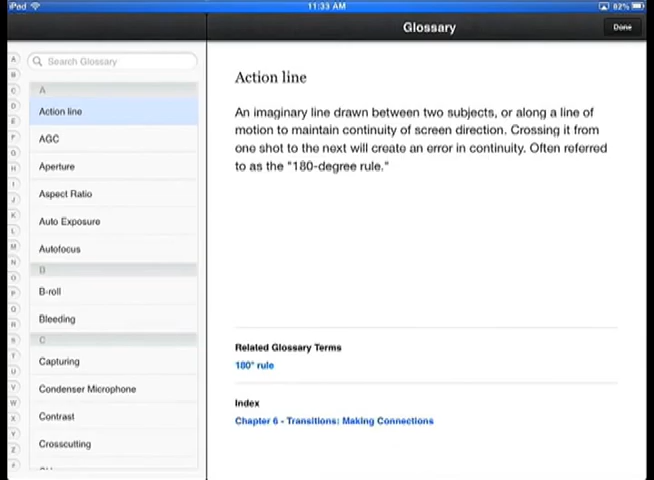 iPad 11:33 AM 82%
Glossary Done
Search Glossary
A
Action line
AGC
Aperture
Aspect Ratio
Auto Exposure
Autofocus
B
B-roll
Bleeding
C
Capturing
Condenser Microphone
Contrast
Crosscutting
Action line
An imaginary line drawn between two subjects, or along a line of
motion to maintain continuity of screen direction. Crossing it from
one shot to the next will create an error in continuity. Often referred
to as the "180-degree rule."
Related Glossary Terms
180° rule
Index
Chapter 6 - Transitions: Making Connections